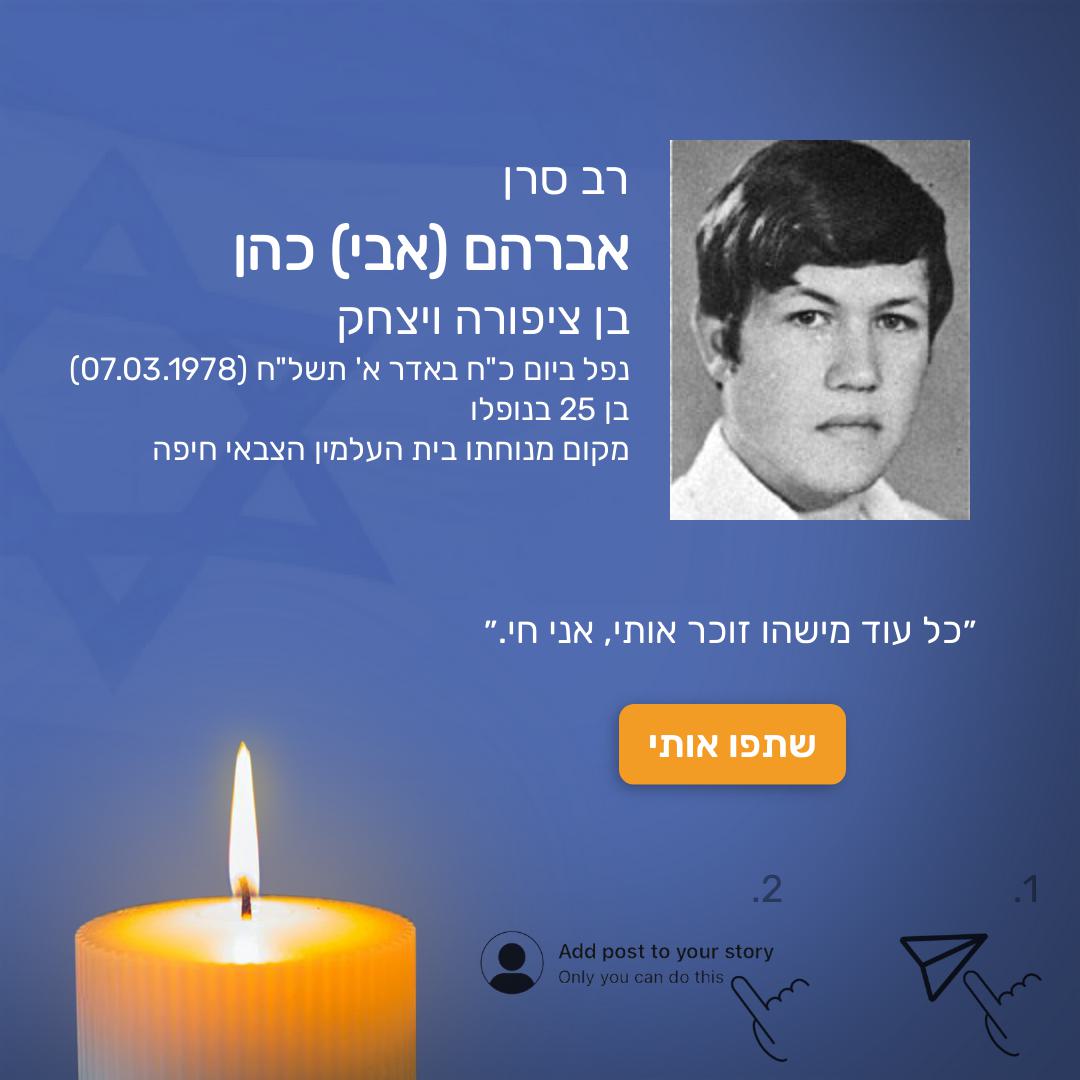 רב סרן
אברהם (אבי) כהן
בן ציפורה ויצחק
נפל ביום כ"ח באדר א' תשל"ח (07.03.1978)
בן 25 בנופלו
מקום מנוחתו בית העלמין הצבאי חיפה
״כל עוד מישהו זוכר אותי, אני חי.״
שתפו אותי
1.
2.
Add post to your story
Only you can do this